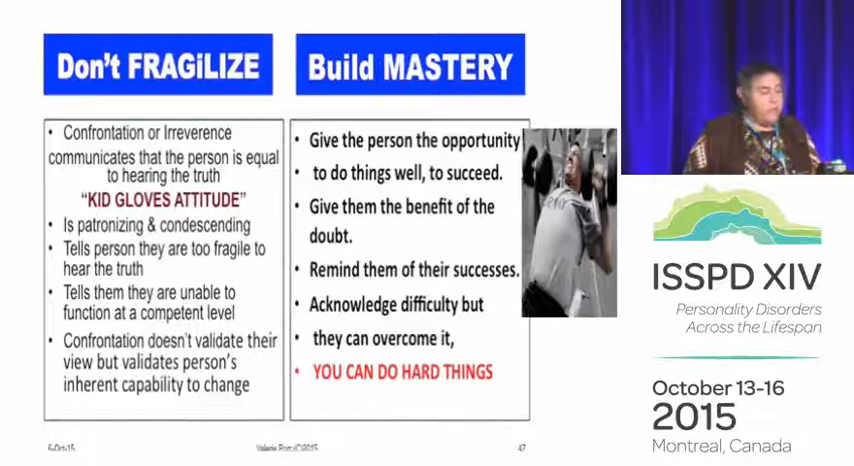 Don't FRAGiLIZE
Build MASTERY
• Confrontation or Irreverence
communicates that the person is equal
to hearing the truth
“KID GLOVES ATTITUDE”
• Is patronizing & condescending
• Tells person they are too fragile to
hear the truth
• Tells them they are unable to
function at a competent level
• Confrontation doesn't validate their
view but validates person's
inherent capability to change
• Give the person the opportunity
• to do things well, to succeed.
• Give them the benefit of the
doubt.
• Remind them of their successes.
• Acknowledge difficulty but
• they can overcome it,
• YOU CAN DO HARD THINGS
ISSPD XIV
Personality Disorders
Across the Lifespan
October 13-16
2015
Montreal, Canada
Valerie Porr (C)2015
47